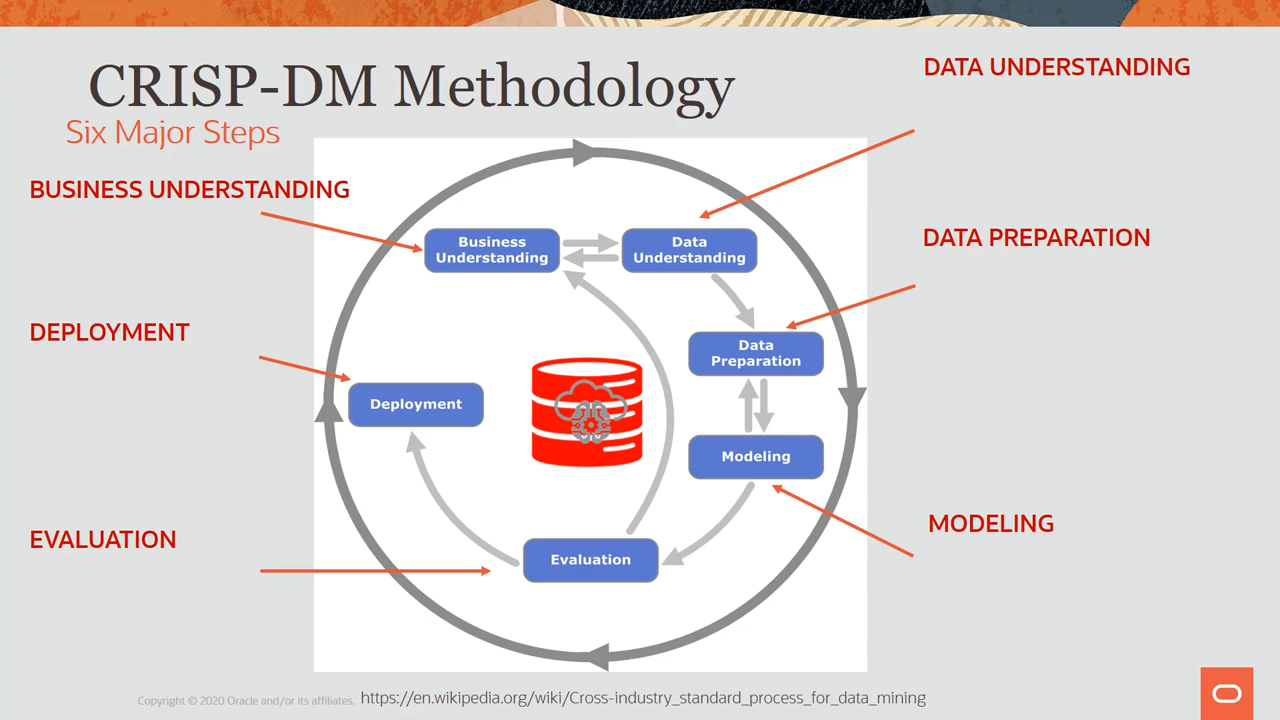 CRISP-DM Methodology
Six Major Steps
DATA UNDERSTANDING
BUSINESS UNDERSTANDING
DATA PREPARATION
DEPLOYMENT
MODELING
EVALUATION
Business
Understanding
Data
Understanding
Data
Preparation
Modeling
Evaluation
Deployment
Copyright © 2020 Oracle and/or its affiliates.
https://en.wikipedia.org/wiki/Cross-industry_standard_process_for_data_mining